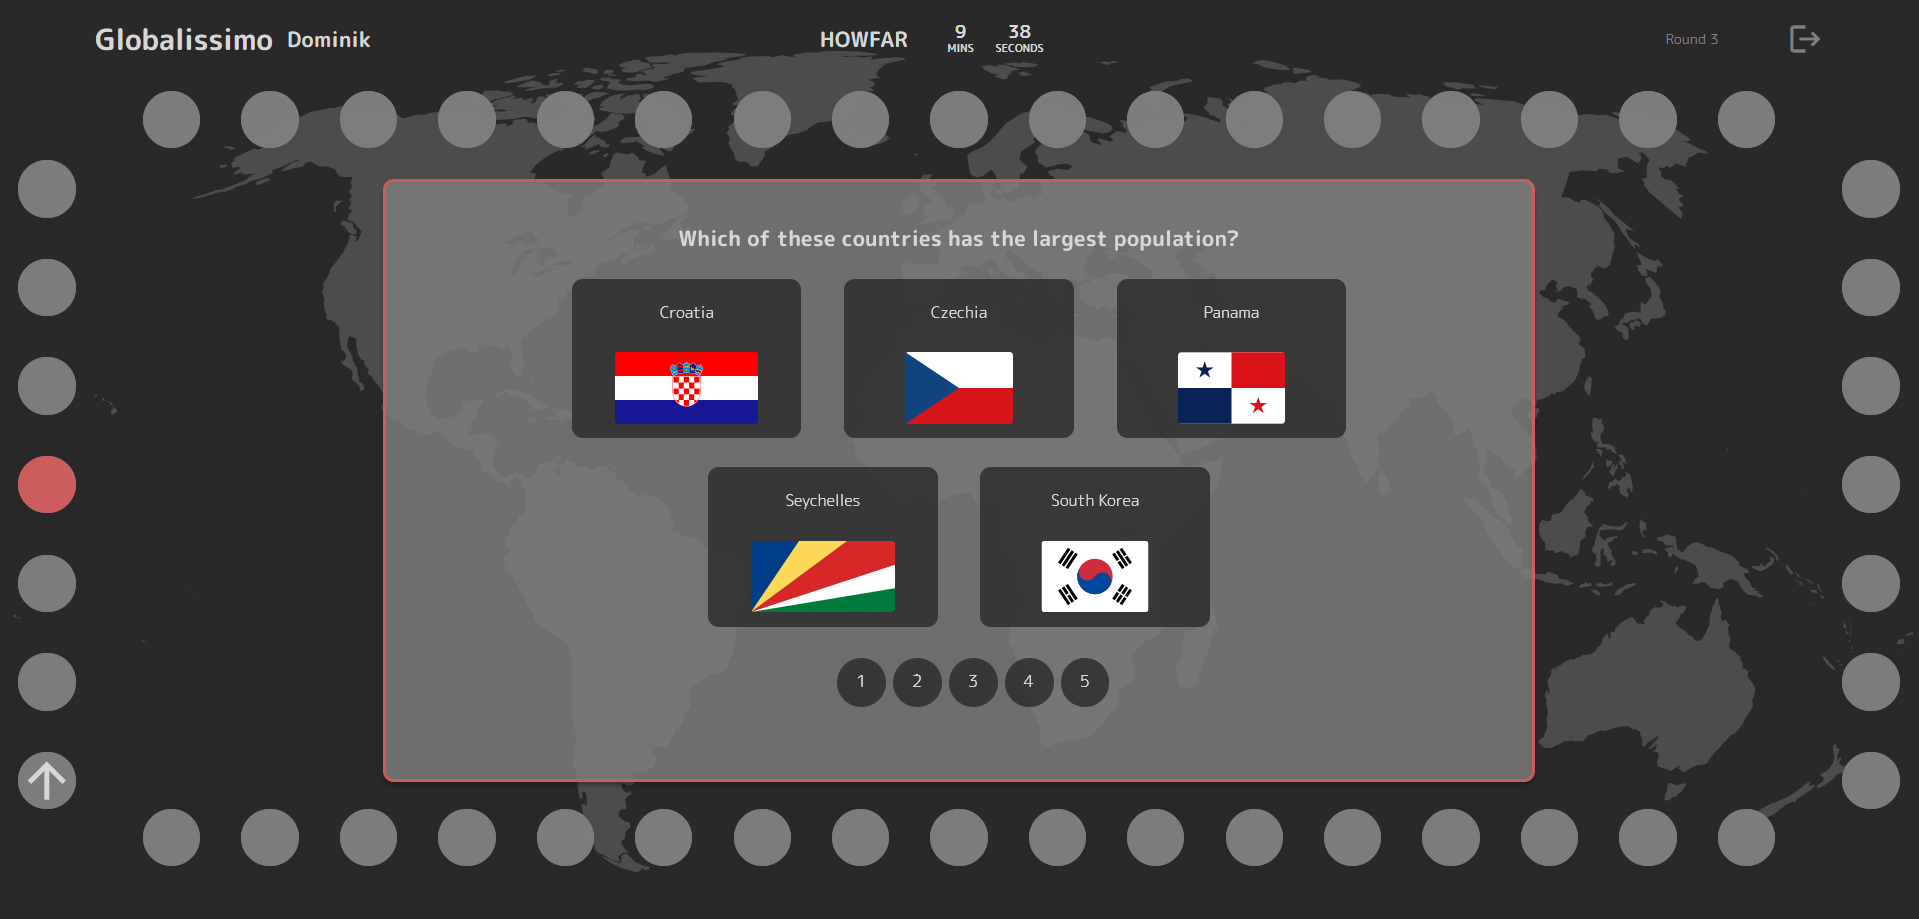 Globalissimo Dominik
HOWFAR
9 MINS
38 SECONDS
Round 3
Which of these countries has the largest population?
Croatia
Czechia
Panama
Seychelles
South Korea
1 2 3 4 5